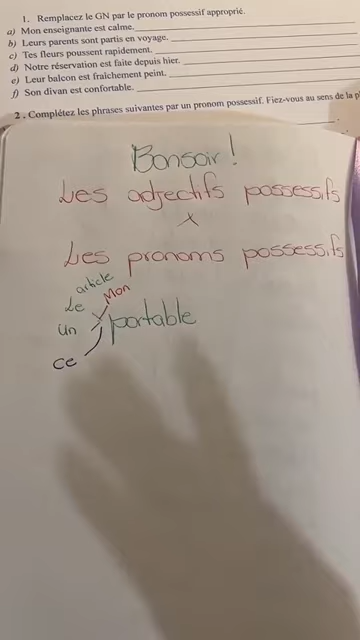 1. Remplacez le GN par le pronom possessif approprié.
a) Mon enseignante est calme.
b) Leurs parents sont partis en voyage.
c) Tes fleurs poussent rapidement.
d) Notre réservation est faite depuis hier.
e) Leur balcon est fraîchement peint.
f) Son divan est confortable.
2. Complétez les phrases suivantes par un pronom possessif. Fiez-vous au sens de la
Bonsoir!
Les adjectifs possessifs
x
Les pronoms possessifs
article
Le Mon
un portable
ce